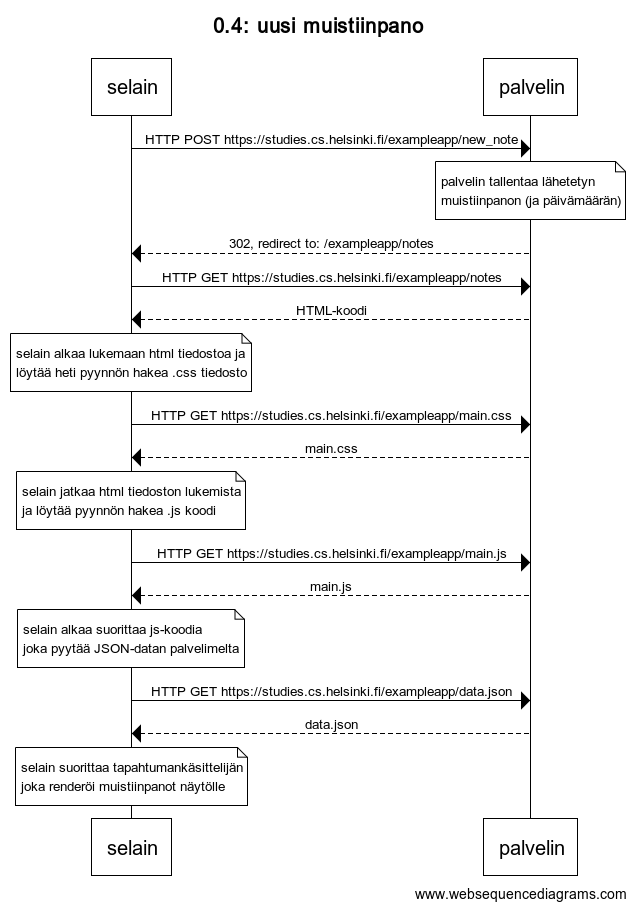 0.4: uusi muistiinpano
selain
palvelin
HTTP POST https://studies.cs.helsinki.fi/exampleapp/new_note
palvelin tallentaa lähetetyn
muistiinpanon (ja päivämäärän)
302, redirect to: /exampleapp/notes
HTTP GET https://studies.cs.helsinki.fi/exampleapp/notes
HTML-koodi
selain alkaa lukemaan html tiedostoa ja
löytää heti pyynnön hakea .css tiedosto
HTTP GET https://studies.cs.helsinki.fi/exampleapp/main.css
main.css
selain jatkaa html tiedoston lukemista
ja löytää pyynnön hakea .js koodi
HTTP GET https://studies.cs.helsinki.fi/exampleapp/main.js
main.js
selain alkaa suorittaa js-koodia
joka pyytää JSON-datan palvelimelta
HTTP GET https://studies.cs.helsinki.fi/exampleapp/data.json
data.json
selain suorittaa tapahtumankäsittelijän
joka renderöi muistiinpanot näytölle
selain
palvelin
www.websequencediagrams.com